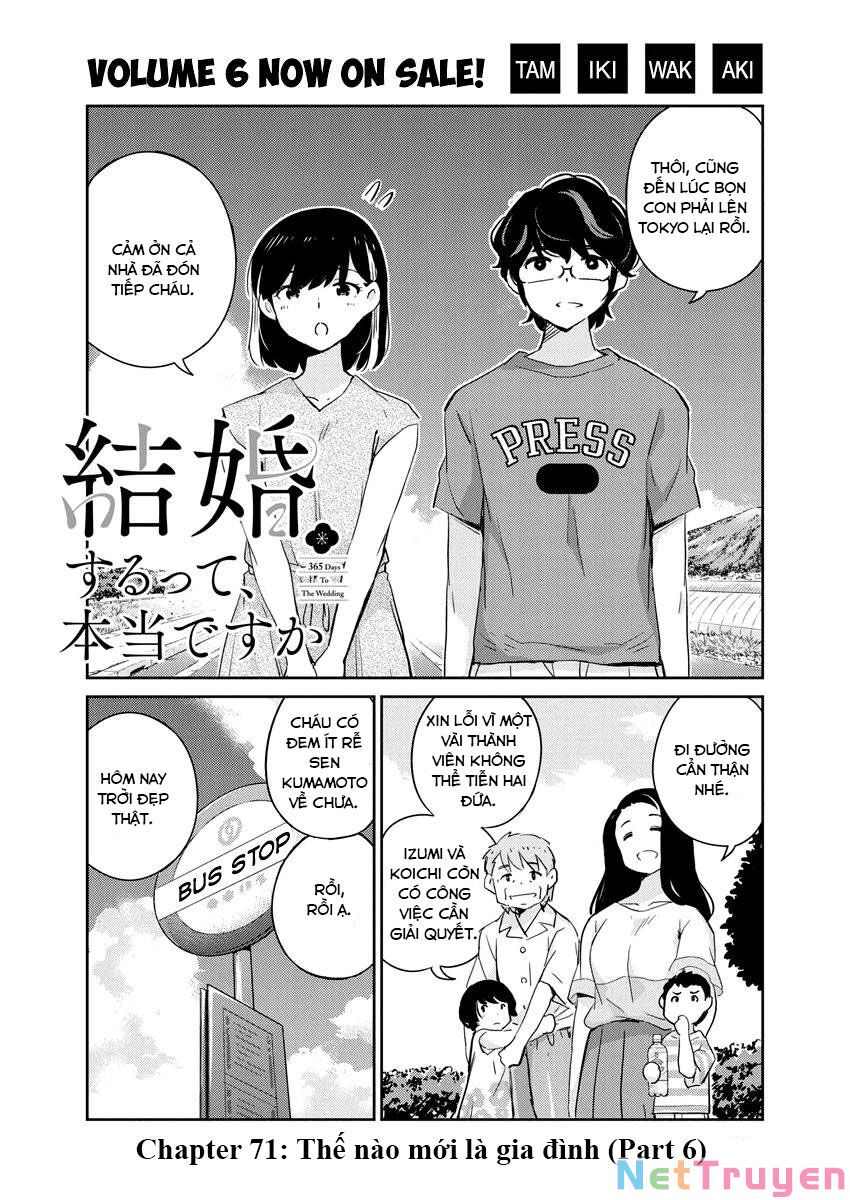 VOLUME 6 NOW ON SALE!
TAM IKI WAK AKI
THÔI, CŨNG
ĐẾN LÚC BỌN
CON PHẢI LÊN
TOKYO LẠI RỒI.
CẢM ƠN CẢ
NHÀ ĐÃ ĐÓN
TIẾP CHÁU.
PRESS
結婚
するって、
本当ですか
365 Days
To
The Wedding
ĐI ĐƯỜNG
CẨN THẬN
NHÉ.
XIN LỖI VÌ MỘT
VÀI THÀNH
VIÊN KHÔNG
THỂ TIỄN HAI
ĐỨA.
IZUMI VÀ
KOICHI CÒN
CÓ CÔNG
VIỆC CẦN
GIẢI QUYẾT.
CHÁU CÓ
ĐEM ÍT RỄ
SEN
KUMAMOTO
VỀ CHƯA.
RỒI,
RỒI Ạ.
HÔM NAY
TRỜI ĐẸP
THẬT.
BUS STOP
Chapter 71: Thế nào mới là gia đình (Part 6)
NetTruyen